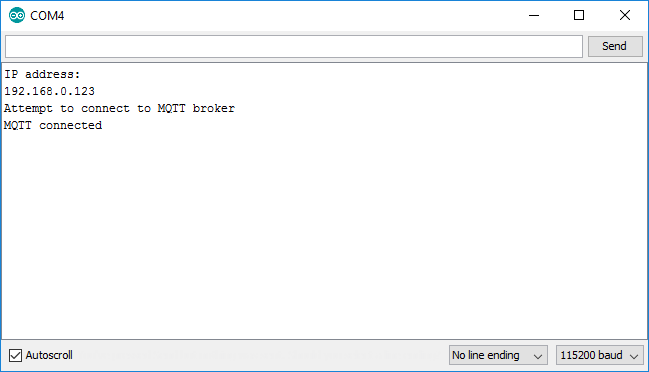 COM4
Send
IP address:
192.168.0.123
Attempt to connect to MQTT broker
MQTT connected
Autoscroll
No line ending
115200 baud